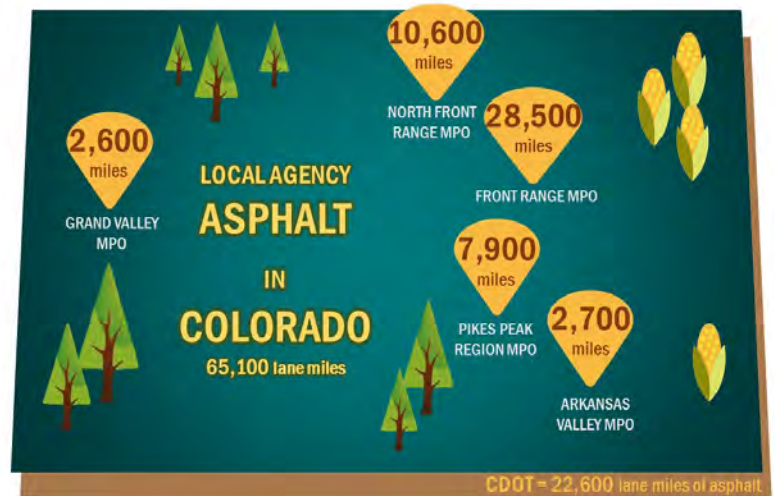 10,600
miles
NORTH FRONT
RANGE MPO
28,500
miles
FRONT RANGE MPO
2,600
miles
GRAND VALLEY
MPO
LOCAL AGENCY
ASPHALT
IN
COLORADO
65,100 lane miles
7,900
miles
PIKES PEAK
REGION MPO
2,700
miles
ARKANSAS
VALLEY MPO
CDOT = 22,600 lane miles of asphalt